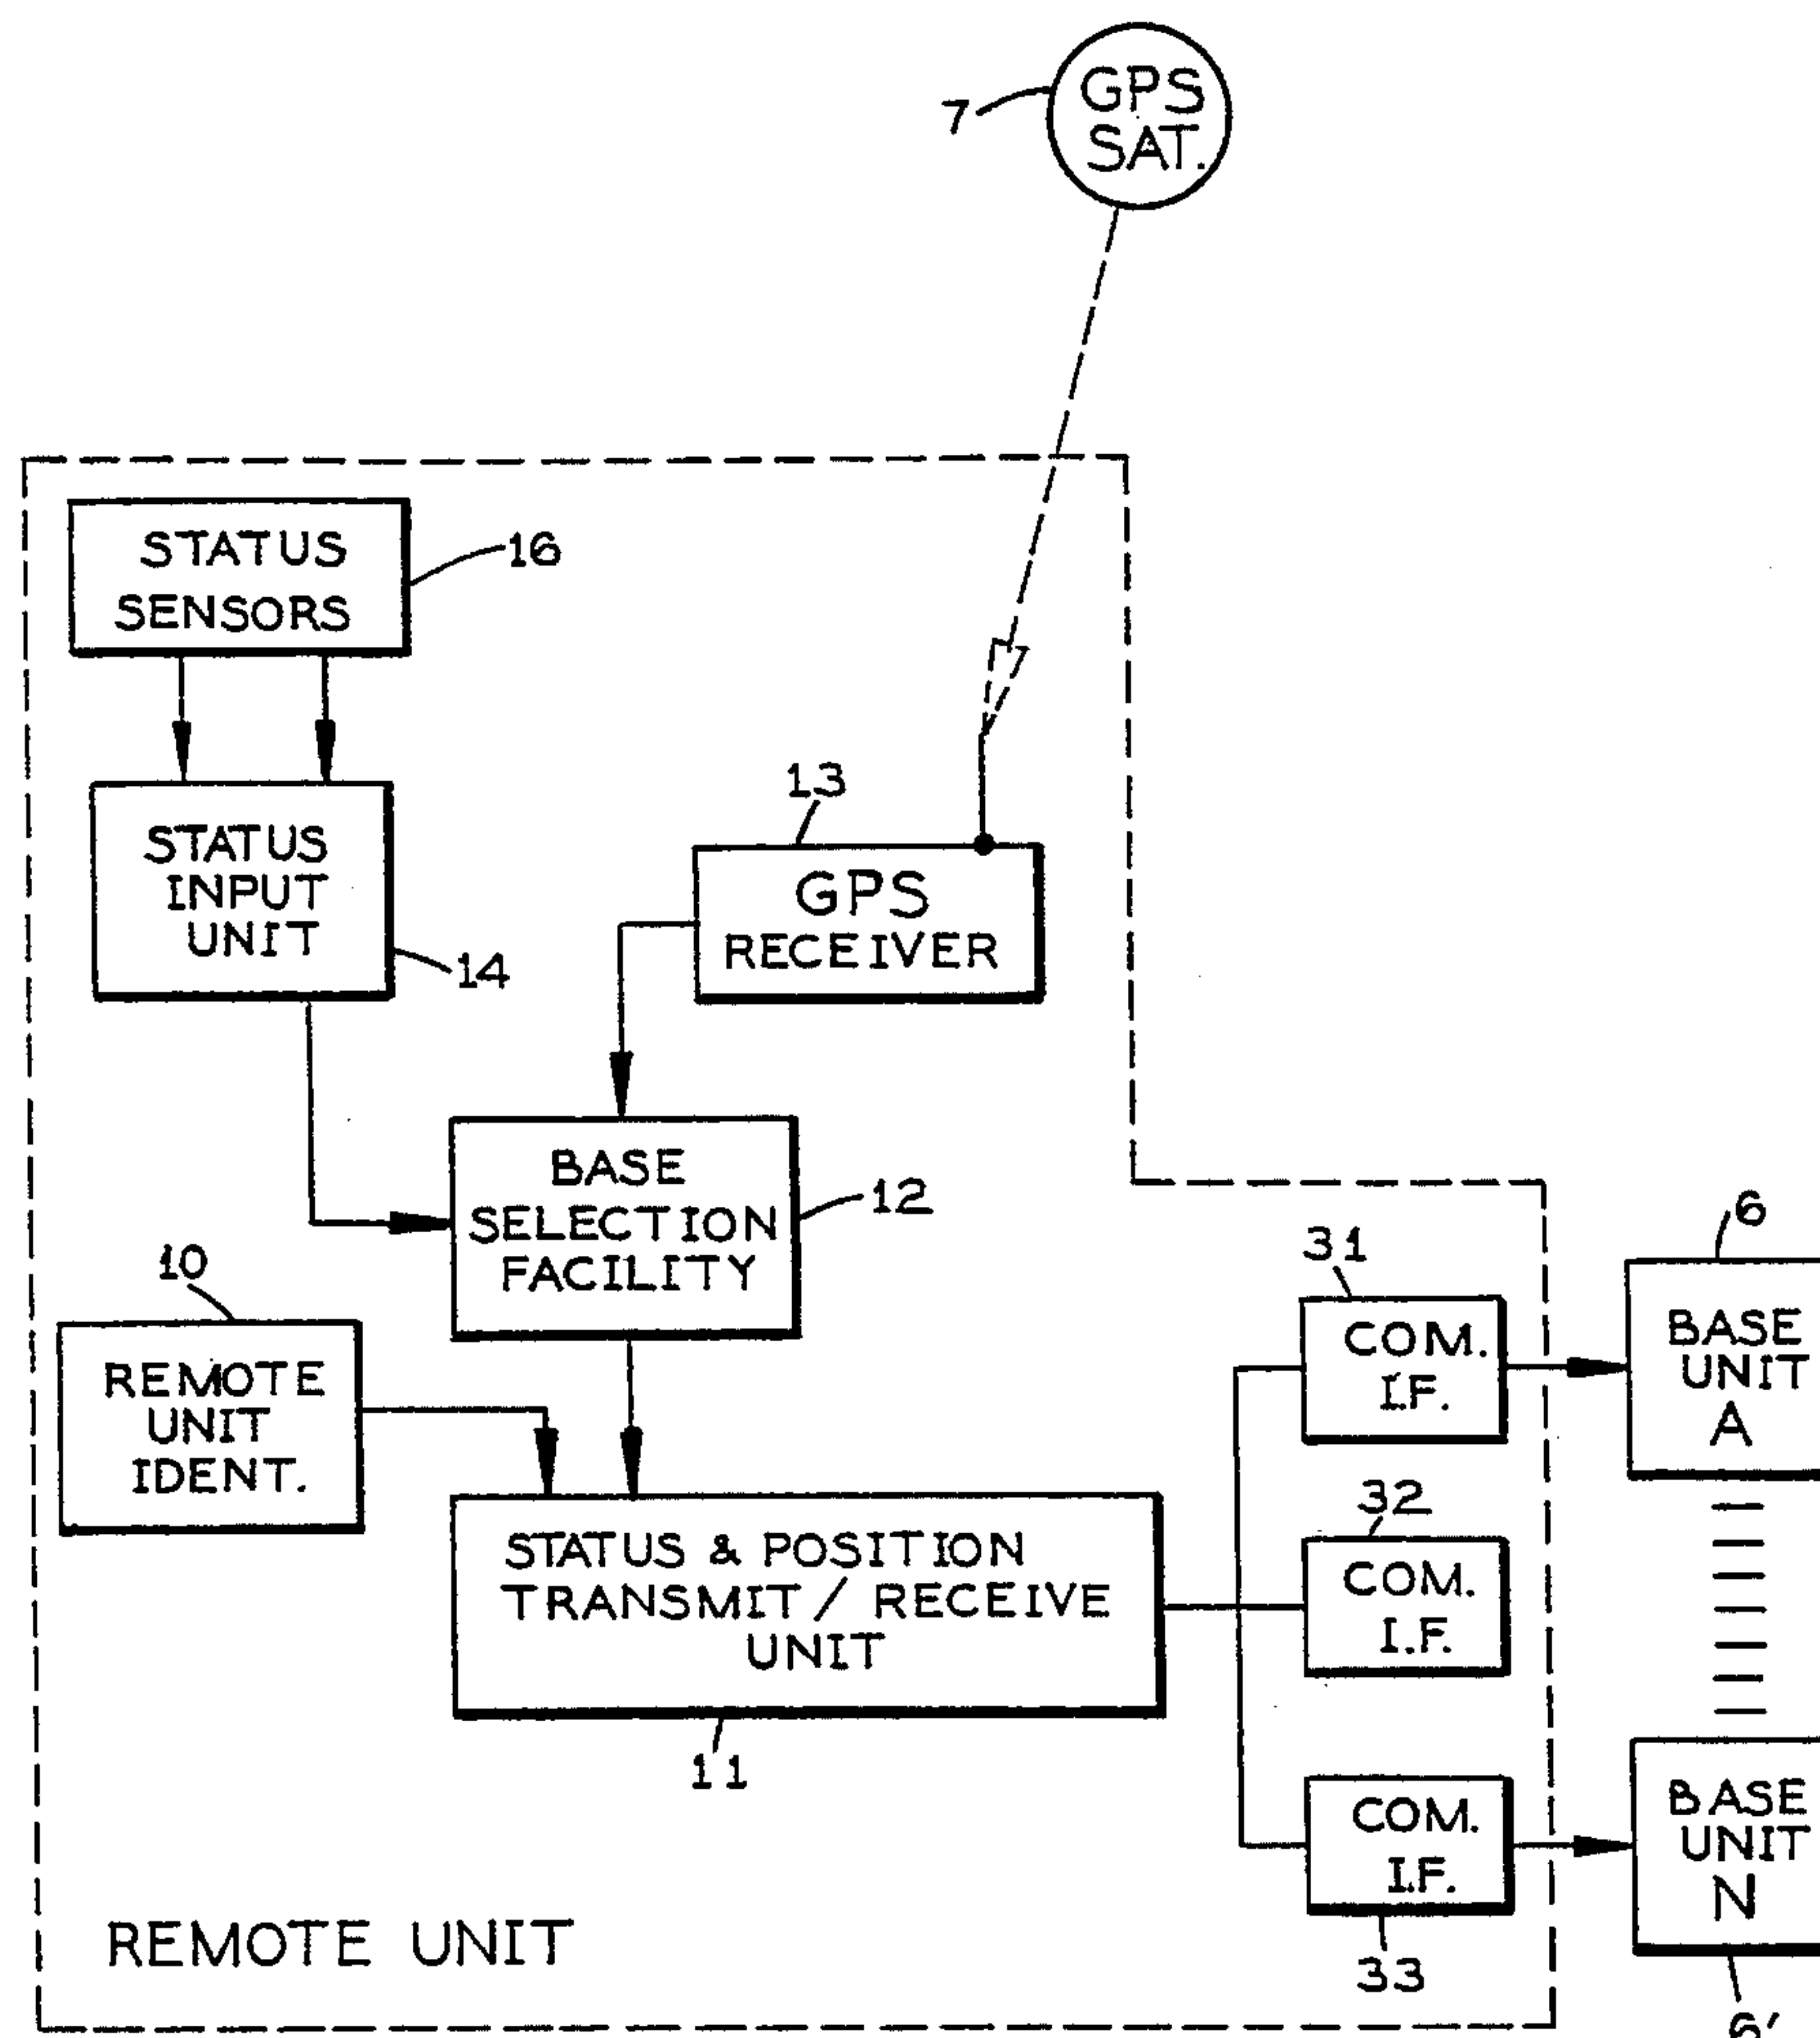 7
GPS
SAT.
STATUS
SENSORS
16
STATUS
INPUT
UNIT
14
13
GPS
RECEIVER
BASE
SELECTION
FACILITY
12
10
REMOTE
UNIT
IDENT.
STATUS & POSITION
TRANSMIT / RECEIVE
UNIT
11
31
COM.
I.F.
32
COM.
I.F.
COM.
I.F.
33
6
BASE
UNIT
A
BASE
UNIT
N
6'
REMOTE UNIT